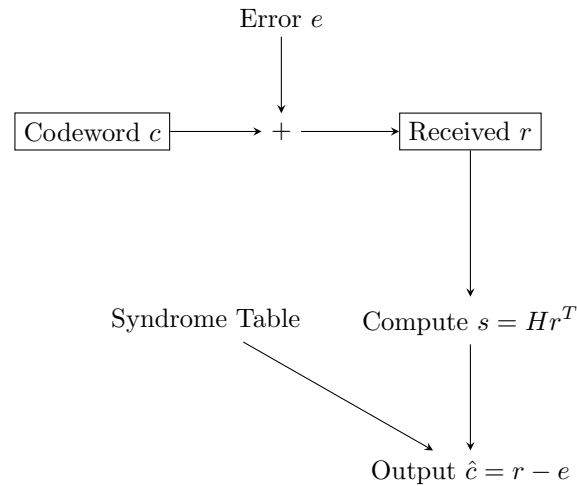 Error e
Codeword c
+
Received r
Syndrome Table
Compute s = Hr^T
Output ĉ = r − e